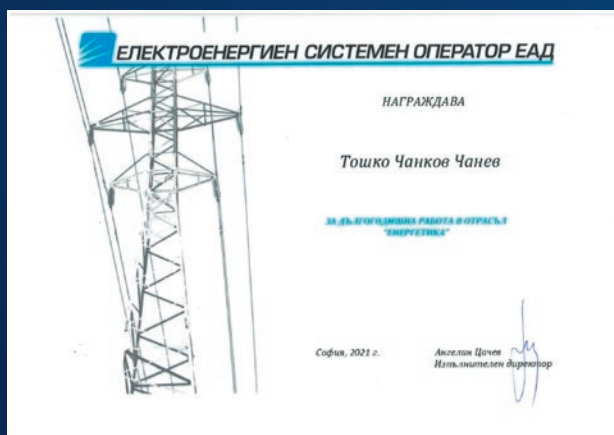 ЕЛЕКТРОЕНЕРГИЕН СИСТЕМЕН ОПЕРАТОР ЕАД
НАГРАЖДАВА
Тошко Чанков Чанев
ЗА ДЪЛГОГОДИШНА РАБОТА В ОТРАСЪЛ
"ЕНЕРГЕТИКА"
София, 2021 г.
Ангелин Цачев
Изпълнителен директор